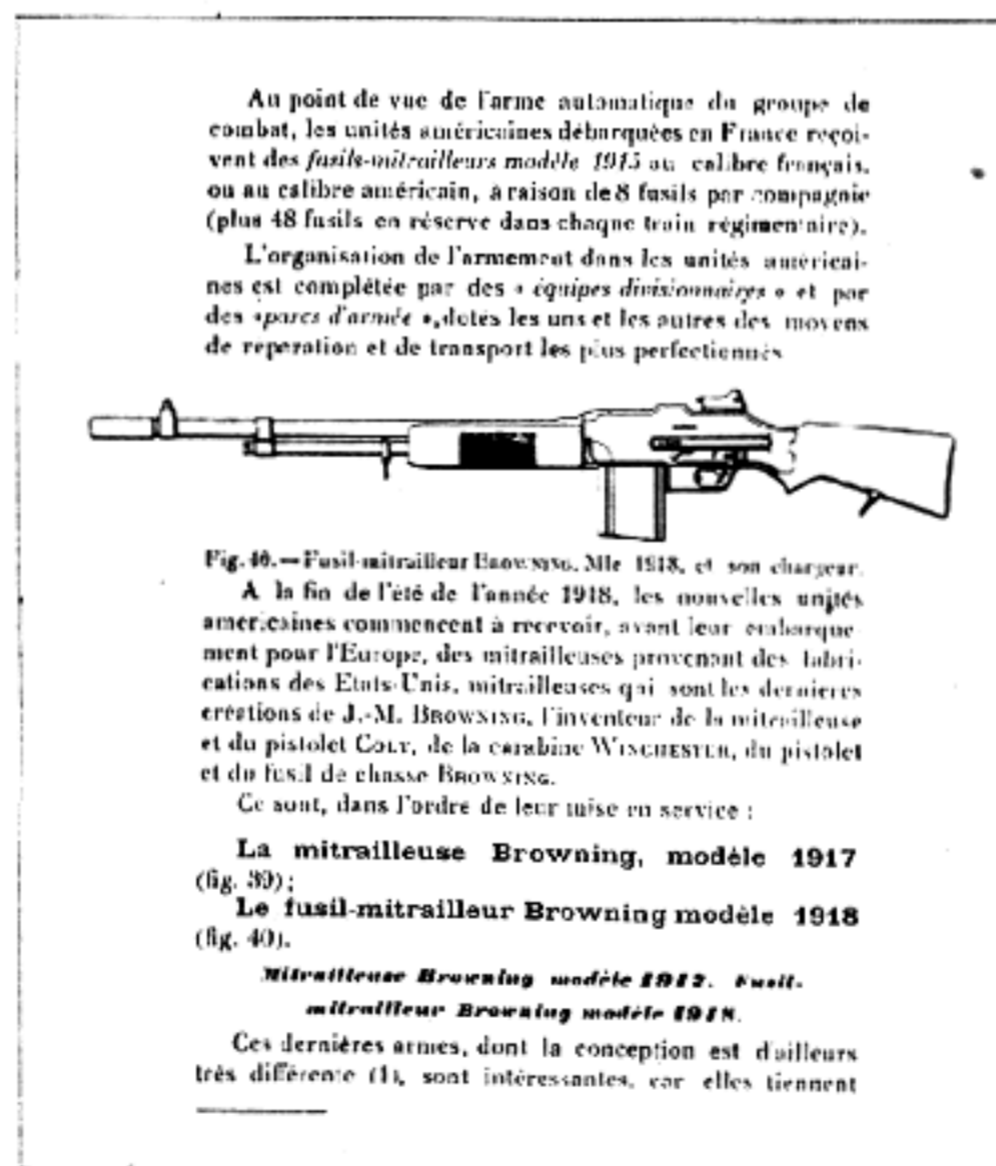 Au point de vue de l'arme automatique du groupe de
combat, les unités américaines débarquées en France reçoi-
vent des fusils-mitrailleurs modèle 1915 au calibre français,
ou au calibre américain, à raison de 8 fusils par compagnie
(plus 48 fusils en réserve dans chaque train régimentaire).
L'organisation de l'armement dans les unités américai-
nes est complétée par des « équipes divisionnaires » et par
des «parcs d'armée », dotés les uns et les autres des moyens
de réparation et de transport les plus perfectionnés
Fig. 40. — Fusil-mitrailleur BROWNING, Mle 1918, et son chargeur.
A la fin de l'été de l'année 1918, les nouvelles unités
américaines commencent à recevoir, avant leur embarque-
ment pour l'Europe, des mitrailleuses provenant des fabri-
cations des Etats-Unis, mitrailleuses qui sont les dernières
créations de J.-M. BROWNING, l'inventeur de la mitrailleuse
et du pistolet COLT, de la carabine WINCHESTER, du pistolet
et du fusil de chasse BROWNING.
Ce sont, dans l'ordre de leur mise en service :
La mitrailleuse Browning, modèle 1917
(fig. 39);
Le fusil-mitrailleur Browning modèle 1918
(fig. 40).
Mitrailleuse Browning modèle 1917. Fusil-
mitrailleur Browning modèle 1918.
Ces dernières armes, dont la conception est d'ailleurs
très différente (1), sont intéressantes, car elles tiennent